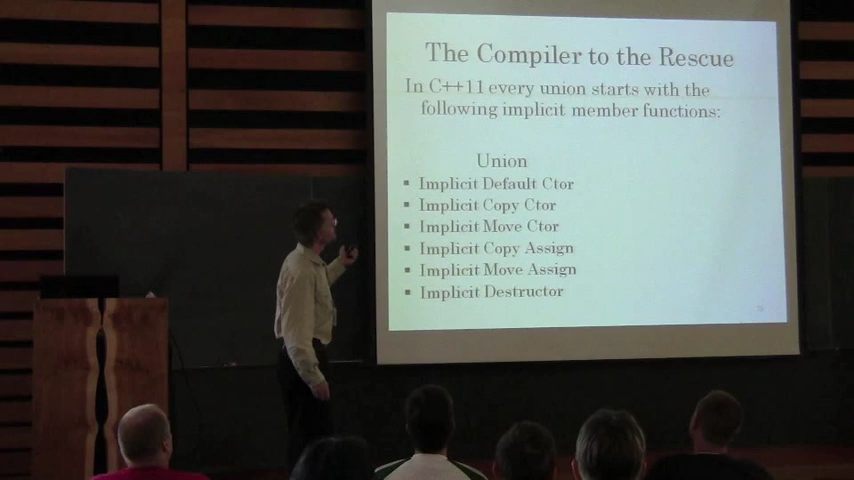 The Compiler to the Rescue
In C++11 every union starts with the
following implicit member functions:
Union
▪ Implicit Default Ctor
▪ Implicit Copy Ctor
▪ Implicit Move Ctor
▪ Implicit Copy Assign
▪ Implicit Move Assign
▪ Implicit Destructor